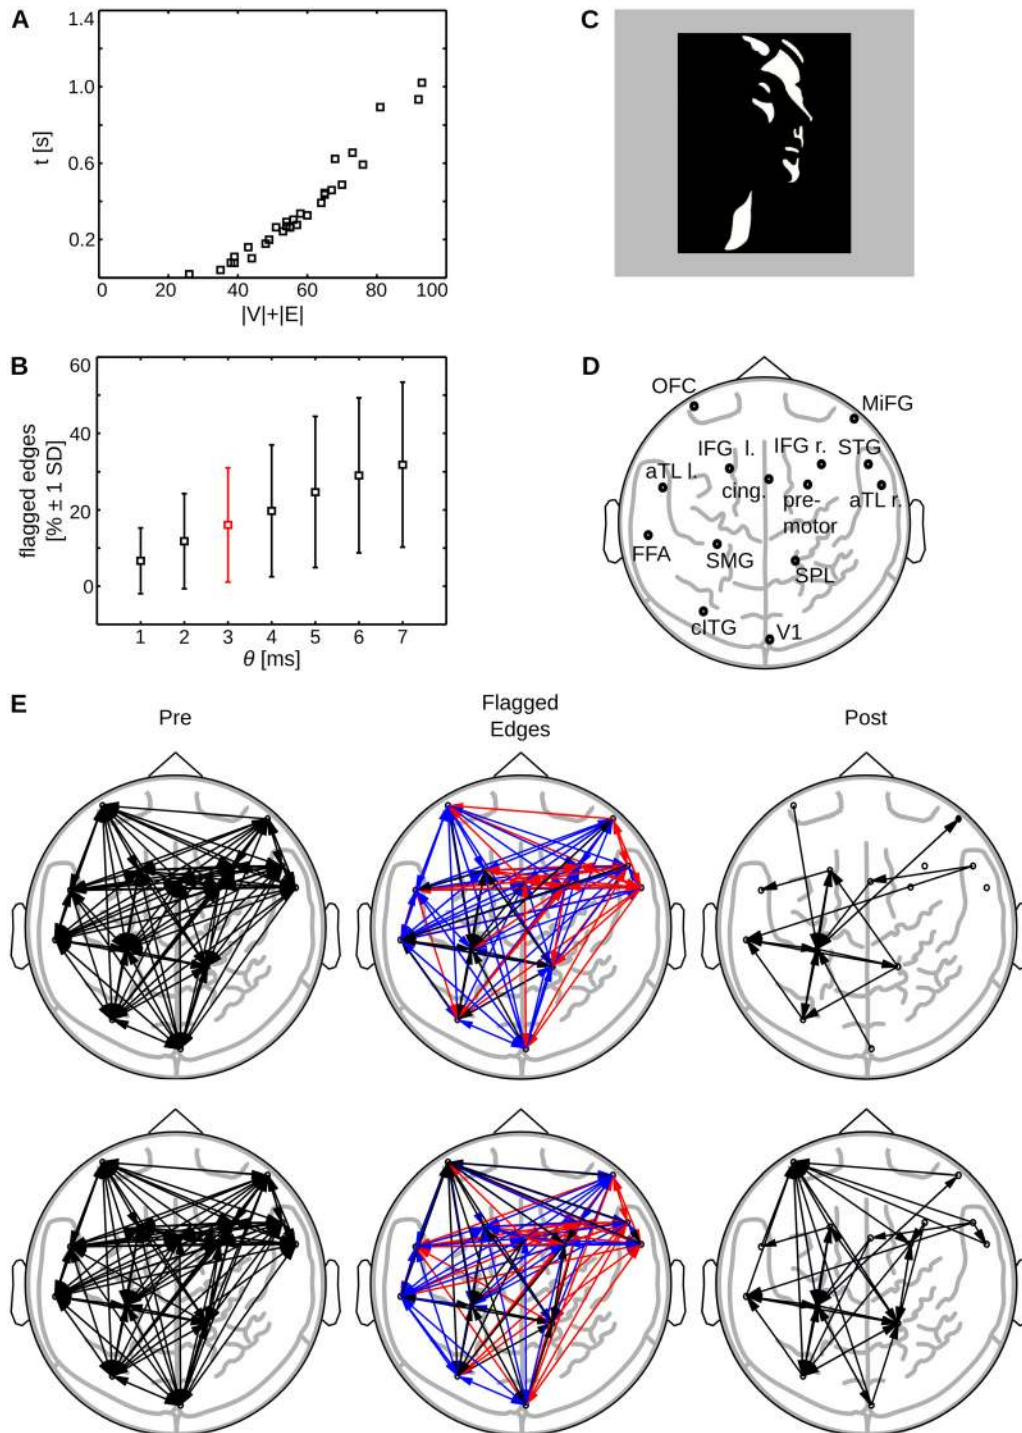 A
1.4
1.0
0.6
0.2
t [s]
0 20 40 60 80 100
|V|+|E|
C
B
60
40
20
0
flagged edges
[% ± 1 SD]
1 2 3 4 5 6 7
θ [ms]
D
OFC
MiFG
IFG l. IFG r. STG
aTL l. cing. pre- aTL r.
motor
FFA SMG SPL
cITG V1
E
Pre
Flagged
Edges
Post